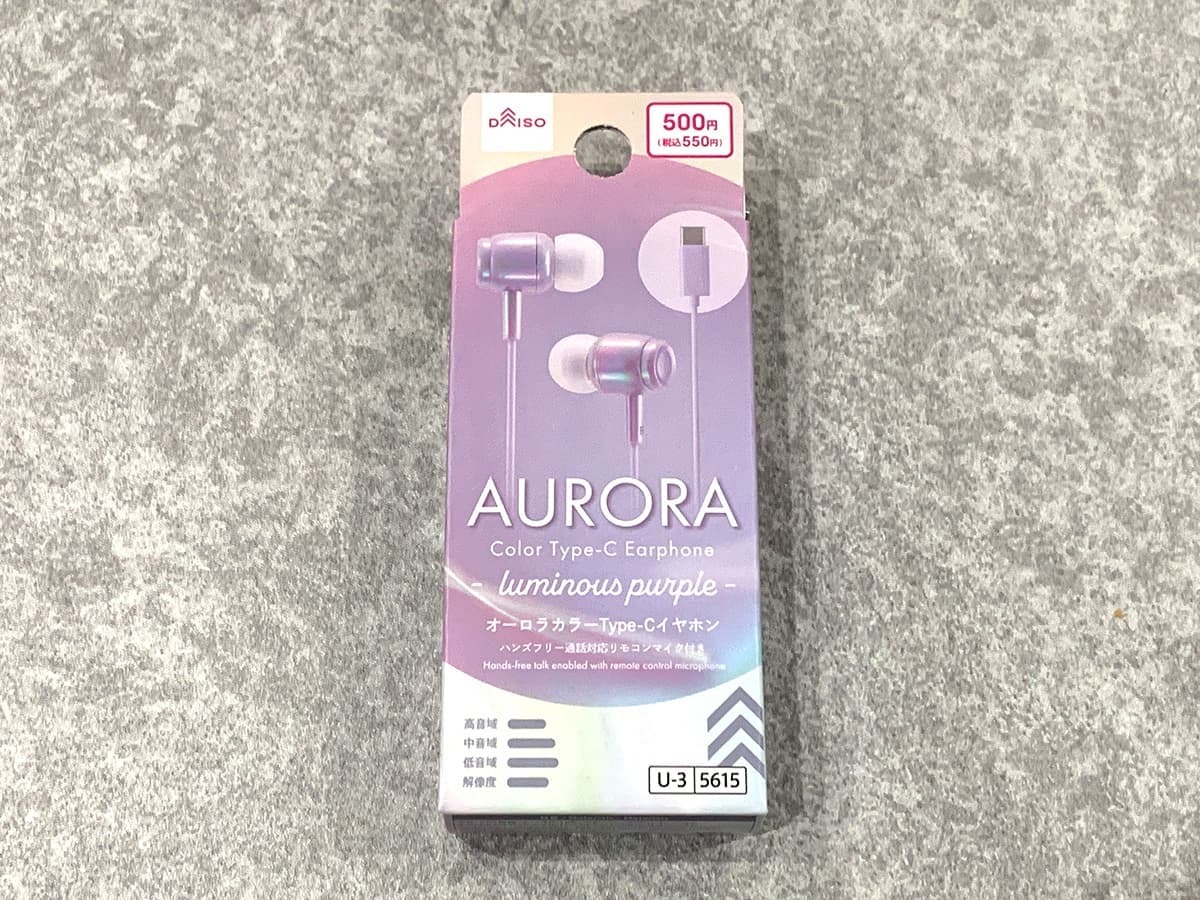 DAISO
500円
(税込550円)
AURORA
Color Type-C Earphone
- luminous purple -
オーロラカラーType-Cイヤホン
ハンズフリー通話対応リモコンマイク付き
Hands-free talk enabled with remote control microphone
高音域
中音域
低音域
解像度
U-3 5615